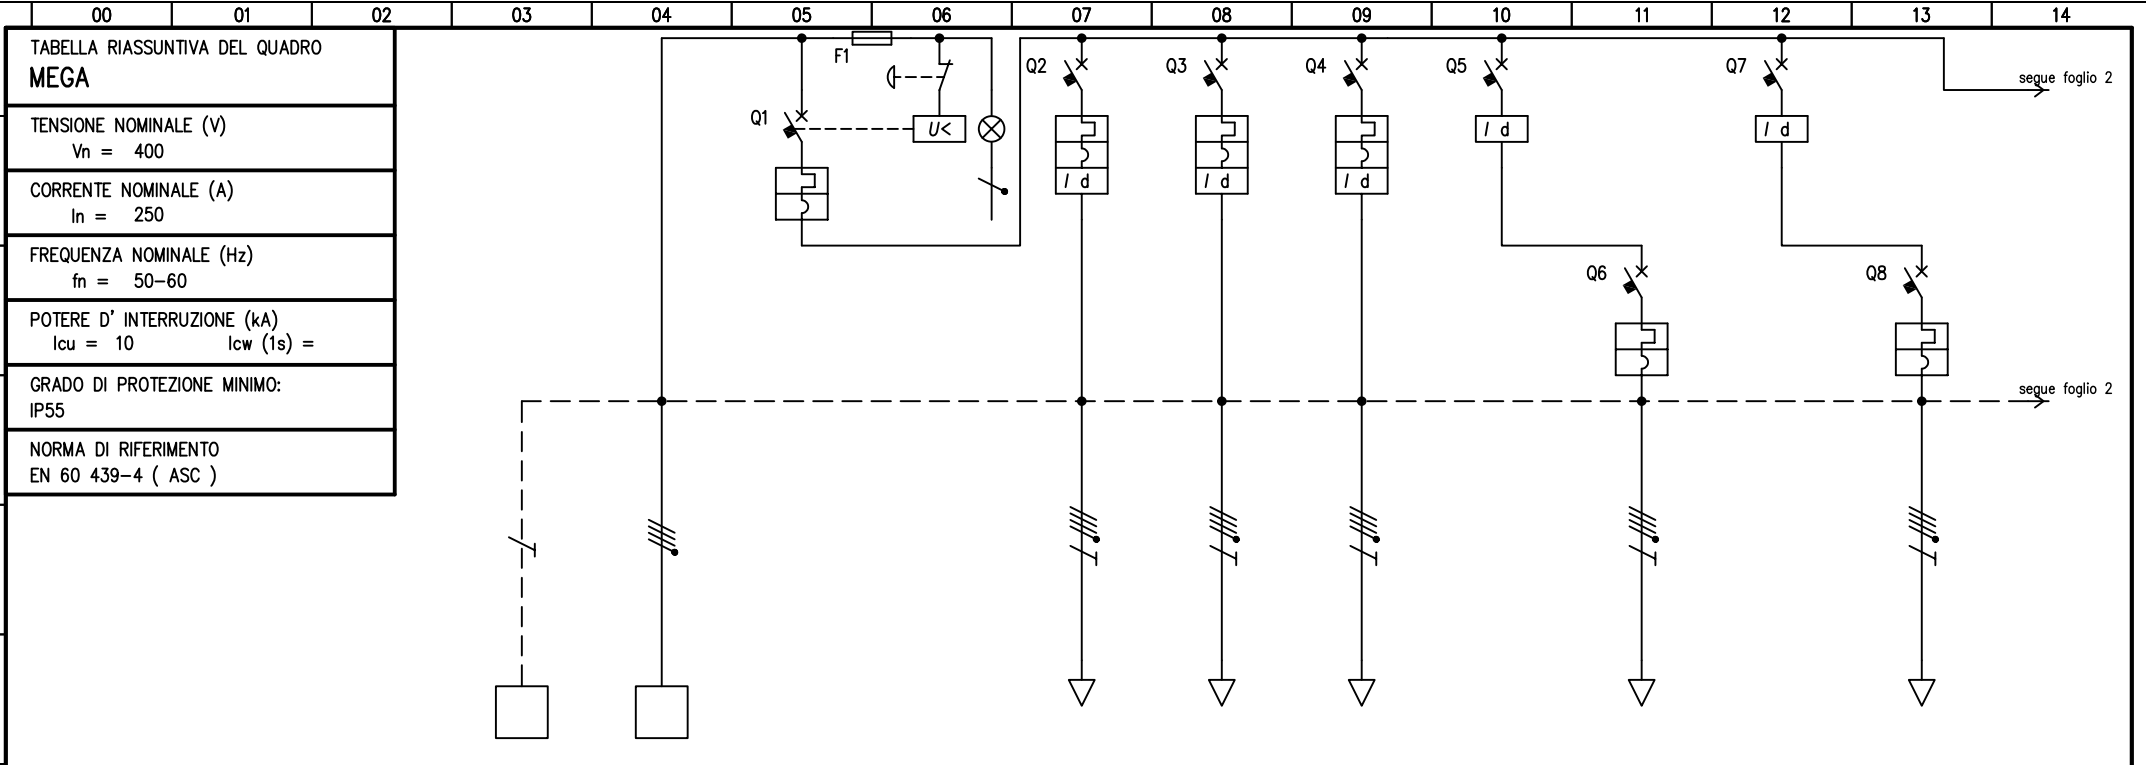 00 01 02 03 04 05 06 07 08 09 10 11 12 13 14
TABELLA RIASSUNTIVA DEL QUADRO
MEGA
TENSIONE NOMINALE (V)
Vn = 400
CORRENTE NOMINALE (A)
In = 250
FREQUENZA NOMINALE (Hz)
fn = 50-60
POTERE D' INTERRUZIONE (kA)
Icu = 10 Icw (1s) =
GRADO DI PROTEZIONE MINIMO:
IP55
NORMA DI RIFERIMENTO
EN 60 439-4 ( ASC )
F1
Q2 Q3 Q4 Q5 Q7
segue foglio 2
Q1
U<
I d I d
I d I d I d
Q6 Q8
segue foglio 2